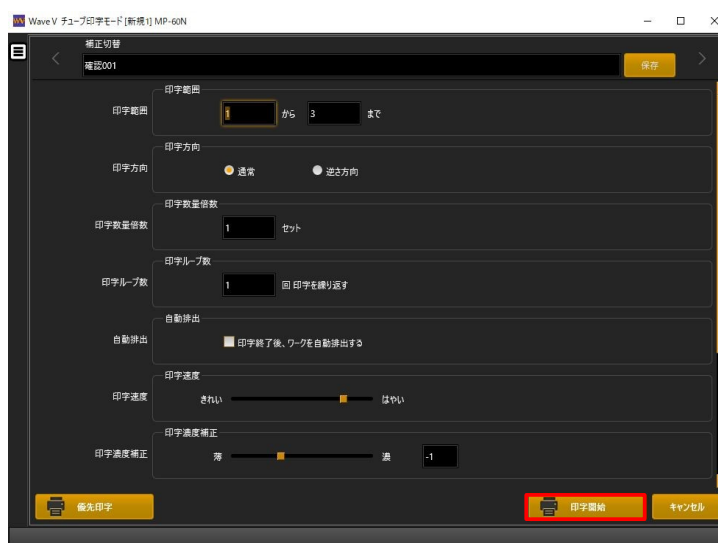 Wave V チューブ印字モード [新規1] MP-60N
補正切替
確認001
保存
印字範囲
印字範囲 1 から 3 まで
印字方向
印字方向 通常 逆さ方向
印字数量倍数
印字数量倍数 1 セット
印字ループ数
印字ループ数 1 回 印字を繰り返す
自動排出
自動排出 印字終了後、ワークを自動排出する
印字速度
印字速度 きれい はやい
印字濃度補正
印字濃度補正 薄 濃 -1
優先印字 印字開始 キャンセル